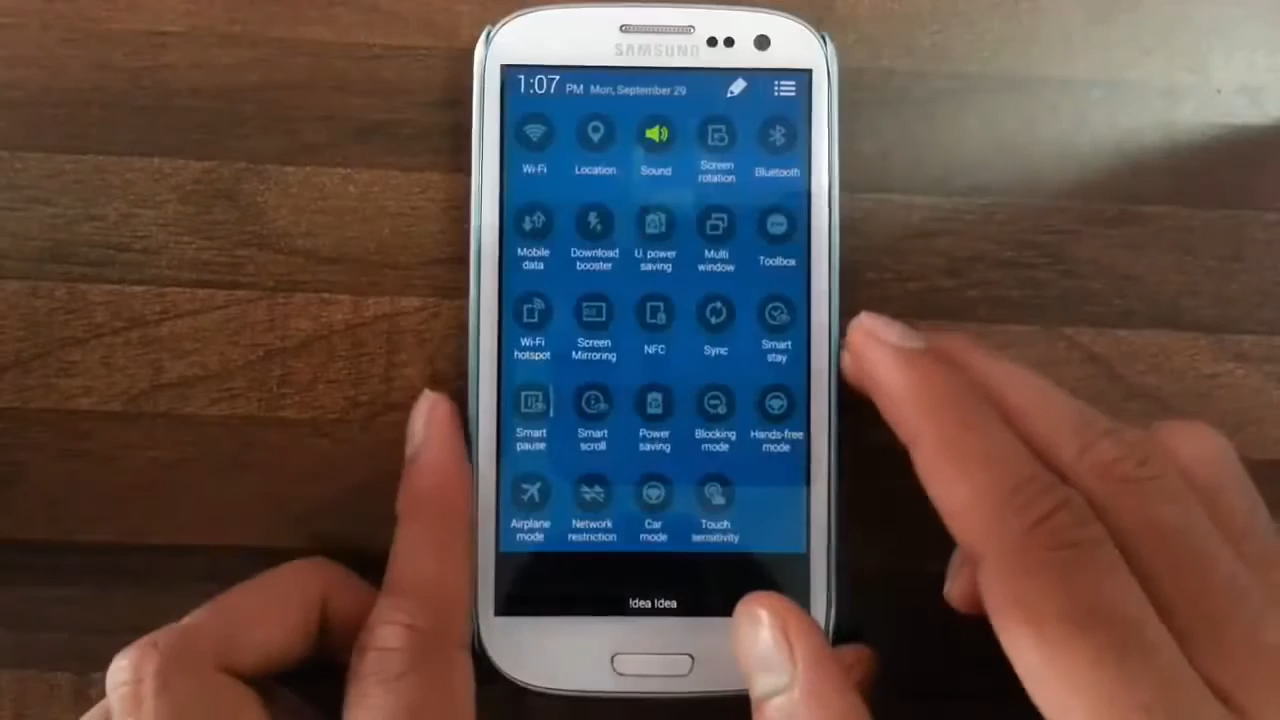 SAMSUNG
1:07 PM Mon, September 29
Wi-Fi Location Sound Screen rotation Bluetooth
Mobile data Download booster U. power saving Multi window Toolbox
Wi-Fi hotspot Screen Mirroring NFC Sync Smart stay
Smart pause Smart scroll Power saving Blocking mode Hands-free mode
Airplane mode Network restriction Car mode Touch sensitivity
!dea Idea